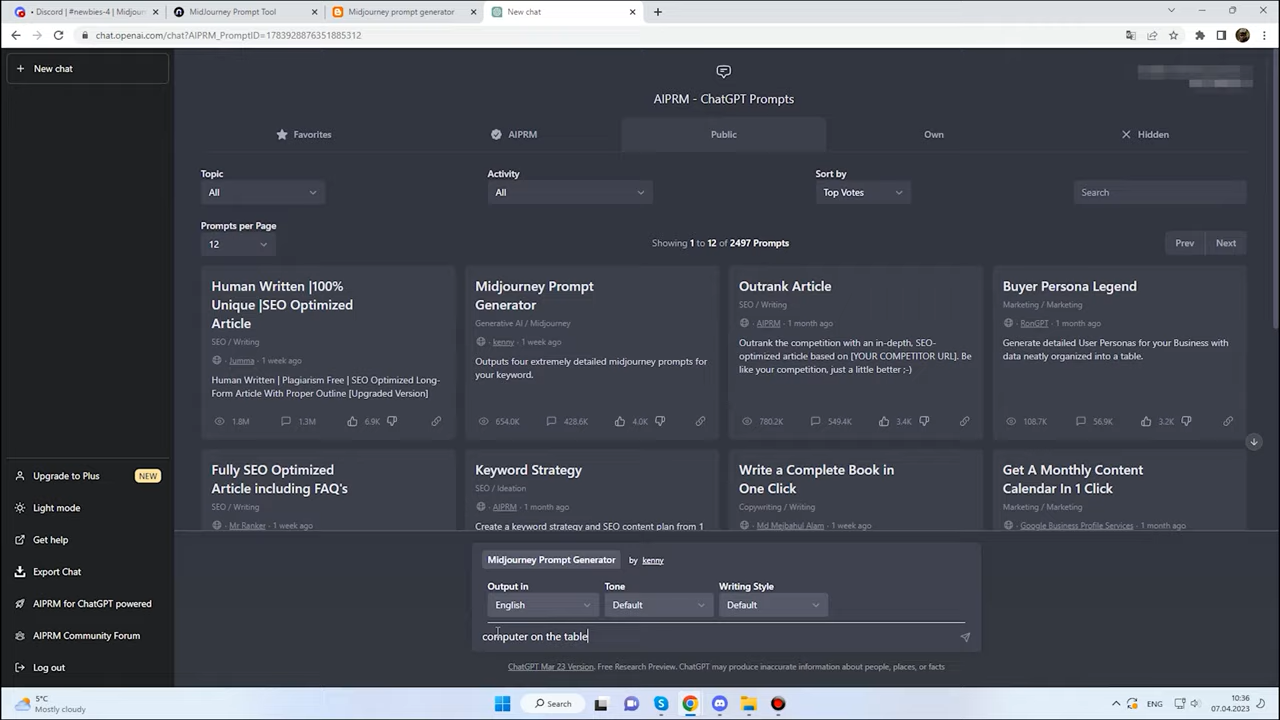 • Discord | #newbies-4 | Midjourn
MidJourney Prompt Tool
Midjourney prompt generator
New chat
chat.openai.com/chat?AIPRM_PromptID=1783928876351885312
New chat
AIPRM - ChatGPT Prompts
Favorites
AIPRM
Public
Own
Hidden
Topic
Activity
Sort by
All
All
Top Votes
Search
Prompts per Page
12
Showing 1 to 12 of 2497 Prompts
Prev
Next
Human Written |100%
Unique |SEO Optimized
Article
SEO / Writing
Jumma · 1 week ago
Human Written | Plagiarism Free | SEO Optimized Long-
Form Article With Proper Outline [Upgraded Version]
1.8M
1.3M
6.9K
Midjourney Prompt
Generator
Generative AI / Midjourney
kenny · 1 week ago
Outputs four extremely detailed midjourney prompts for
your keyword.
654.0K
428.6K
4.0K
Outrank Article
SEO / Writing
AIPRM · 1 month ago
Outrank the competition with an in-depth, SEO-
optimized article based on [YOUR COMPETITOR URL]. Be
like your competition, just a little better ;-)
780.2K
549.4K
3.4K
Buyer Persona Legend
Marketing / Marketing
RonGPT · 1 month ago
Generate detailed User Personas for your Business with
data neatly organized into a table.
108.7K
56.9K
3.2K
Fully SEO Optimized
Article including FAQ's
SEO / Writing
Mr Ranker · 1 week ago
Keyword Strategy
SEO / Ideation
AIPRM · 1 month ago
Create a keyword strategy and SEO content plan from 1
Write a Complete Book in
One Click
Copywriting / Writing
Md Mejbahul Alam · 1 week ago
Get A Monthly Content
Calendar In 1 Click
Marketing / Marketing
Google Business Profile Services · 1 month ago
Upgrade to Plus
NEW
Light mode
Get help
Export Chat
AIPRM for ChatGPT powered
AIPRM Community Forum
Log out
Midjourney Prompt Generator by kenny
Output in
Tone
Writing Style
English
Default
Default
computer on the table
ChatGPT Mar 23 Version. Free Research Preview. ChatGPT may produce inaccurate information about people, places, or facts
5°C
Mostly cloudy
Search
ENG
10:36
07.04.2023